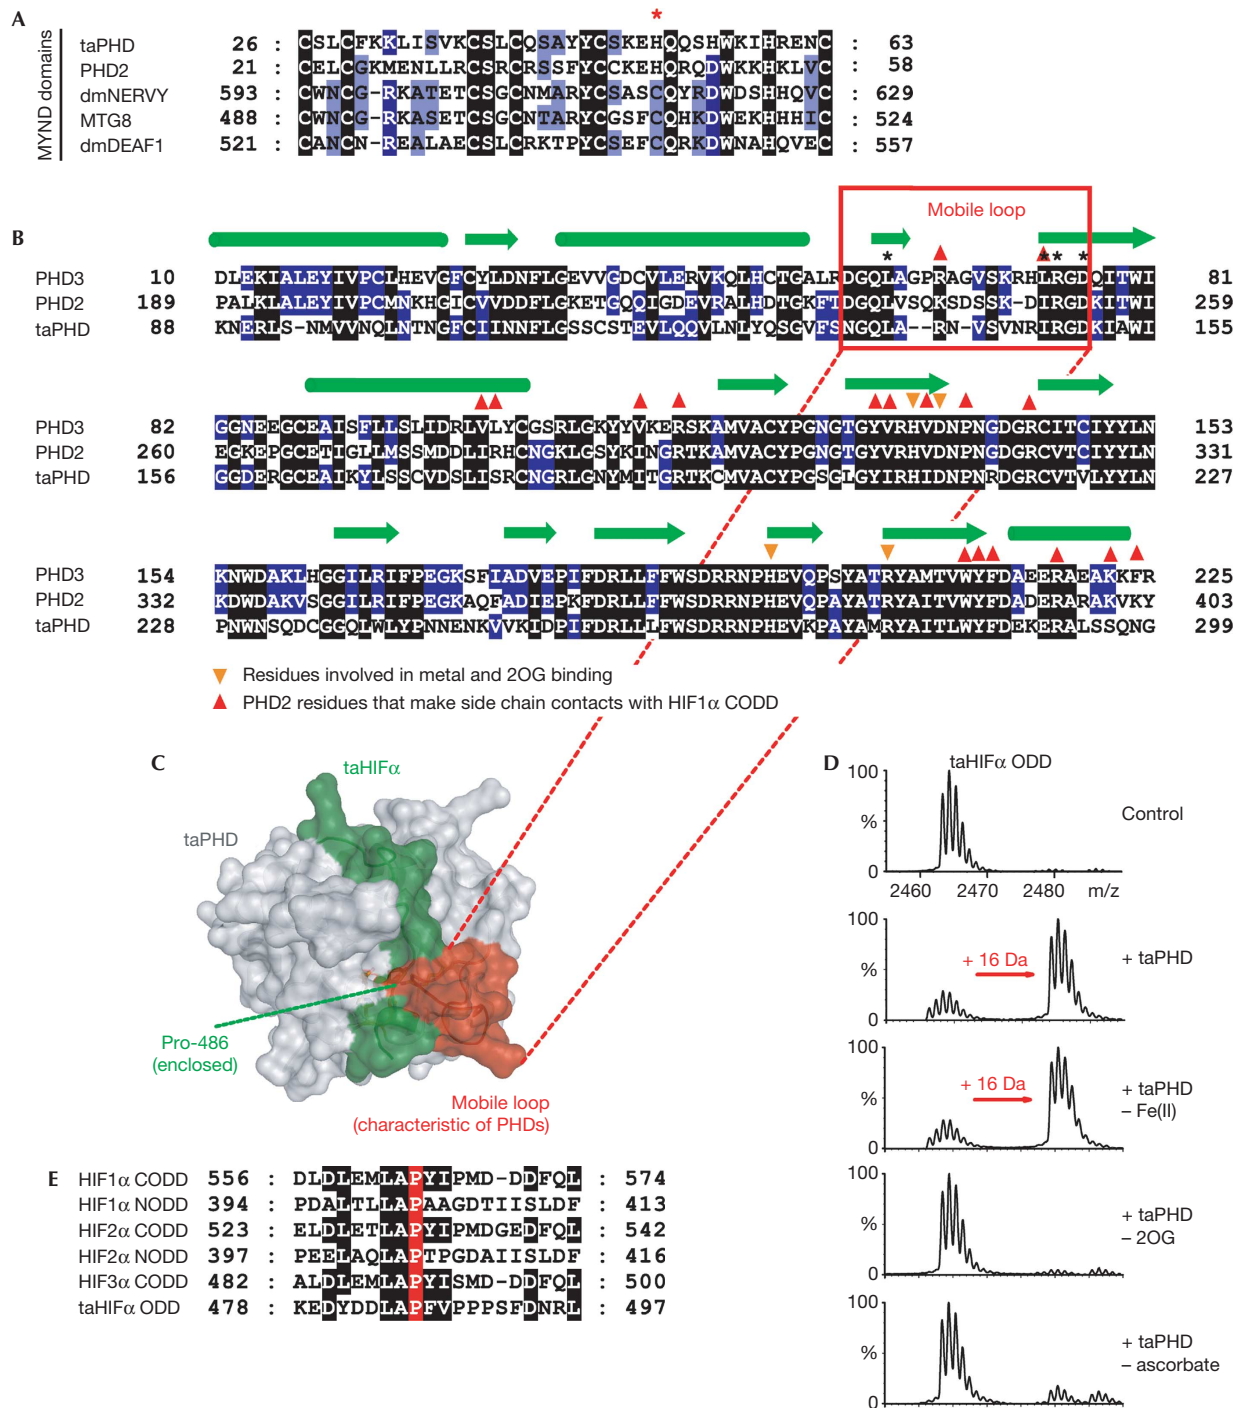 A
*
MYND domains
taPHD 26 : CSLCFKKLISVKCSLCQSAYYCSKEHQQSHWKIHRENC : 63
PHD2 21 : CELCGKMENLLRCSRCRSSFYCCKEHQRQDWKKHKLVC : 58
dmNERVY 593 : CWNCG-RKATETCSGCNMARYCSASCQYRDWDSHHQVC : 629
MTG8 488 : CWNCG-RKASETCSGCNTARYCGSFCQHKDWEKHHHIC : 524
dmDEAF1 521 : CANCN-REALAECSLCRKTPYCSEFCQRKDWNAHQVEC : 557
B
Mobile loop
* ** *
PHD3 10 DLEKIALEYIVPCLHEVGFCYLDNFLGEVVGDCVLERVKQLHCTGALRDGQLAGPRAGVSKRHLRGDQITWI 81
PHD2 189 PALKLALEYIVPCMNKHGICVVDDFLGKETGQQIGDEVRALHDTGKFTDGQLVSQKSDSSK-DIRGDKITWI 259
taPHD 88 KNERLS-NMVVNQLNTNGFCIINNFLGSSCSTEVLQQVLNLYQSGVFSNGQLA--RN-VSVNRIRGDKIAWI 155
PHD3 82 GGNEEGCEAISFLLSLIDRLVLYCGSRLGKYYVKERSKAMVACYPGNGTGYVRHVDNPNGDGRCITCIYYLN 153
PHD2 260 EGKEPGCETIGLLMSSMDDLIRHCNGKLGSYKINGRTKAMVACYPGNGTGYVRHVDNPNGDGRCVTCIYYLN 331
taPHD 156 GGDERGCEAIKYLSSCVDSLISRCNGRLGNYMITGRTKCMVACYPGSGLGYIRHIDNPNRDGRCVTVLYYLN 227
PHD3 154 KNWDAKLHGGILRIFPEGKSFIADVEPIFDRLLFFWSDRRNPHEVQPSYATRYAMTVWYFDAEERAEAKKFR 225
PHD2 332 KDWDAKVSGGILRIFPEGKAQFADIEPKFDRLLFFWSDRRNPHEVQPAYATRYAITVWYFDADERARAKVKY 403
taPHD 228 PNWNSQDCGGQLWLYPNNENKVVKIDPIFDRLLLFWSDRRNPHEVKPAYAMRYAITLWYFDEKERALSSQNG 299
Residues involved in metal and 2OG binding
PHD2 residues that make side chain contacts with HIF1α CODD
C
taHIFα
taPHD
Pro-486
(enclosed)
Mobile loop
(characteristic of PHDs)
D
taHIFα ODD
100
%
0
Control
2460 2470 2480 m/z
100
%
0
+ 16 Da
+ taPHD
100
%
0
+ 16 Da
+ taPHD
– Fe(II)
100
%
0
+ taPHD
– 2OG
100
%
0
+ taPHD
– ascorbate
E
HIF1α CODD 556 : DLDLEMLAPYIPMD-DDFQL : 574
HIF1α NODD 394 : PDALTLLAPAAGDTIISLDF : 413
HIF2α CODD 523 : ELDLETLAPYIPMDGEDFQL : 542
HIF2α NODD 397 : PEELAQLAPTPGDAIISLDF : 416
HIF3α CODD 482 : ALDLEMLAPYISMD-DDFQL : 500
taHIFα ODD 478 : KEDYDDLAPFVPPPSFDNRL : 497